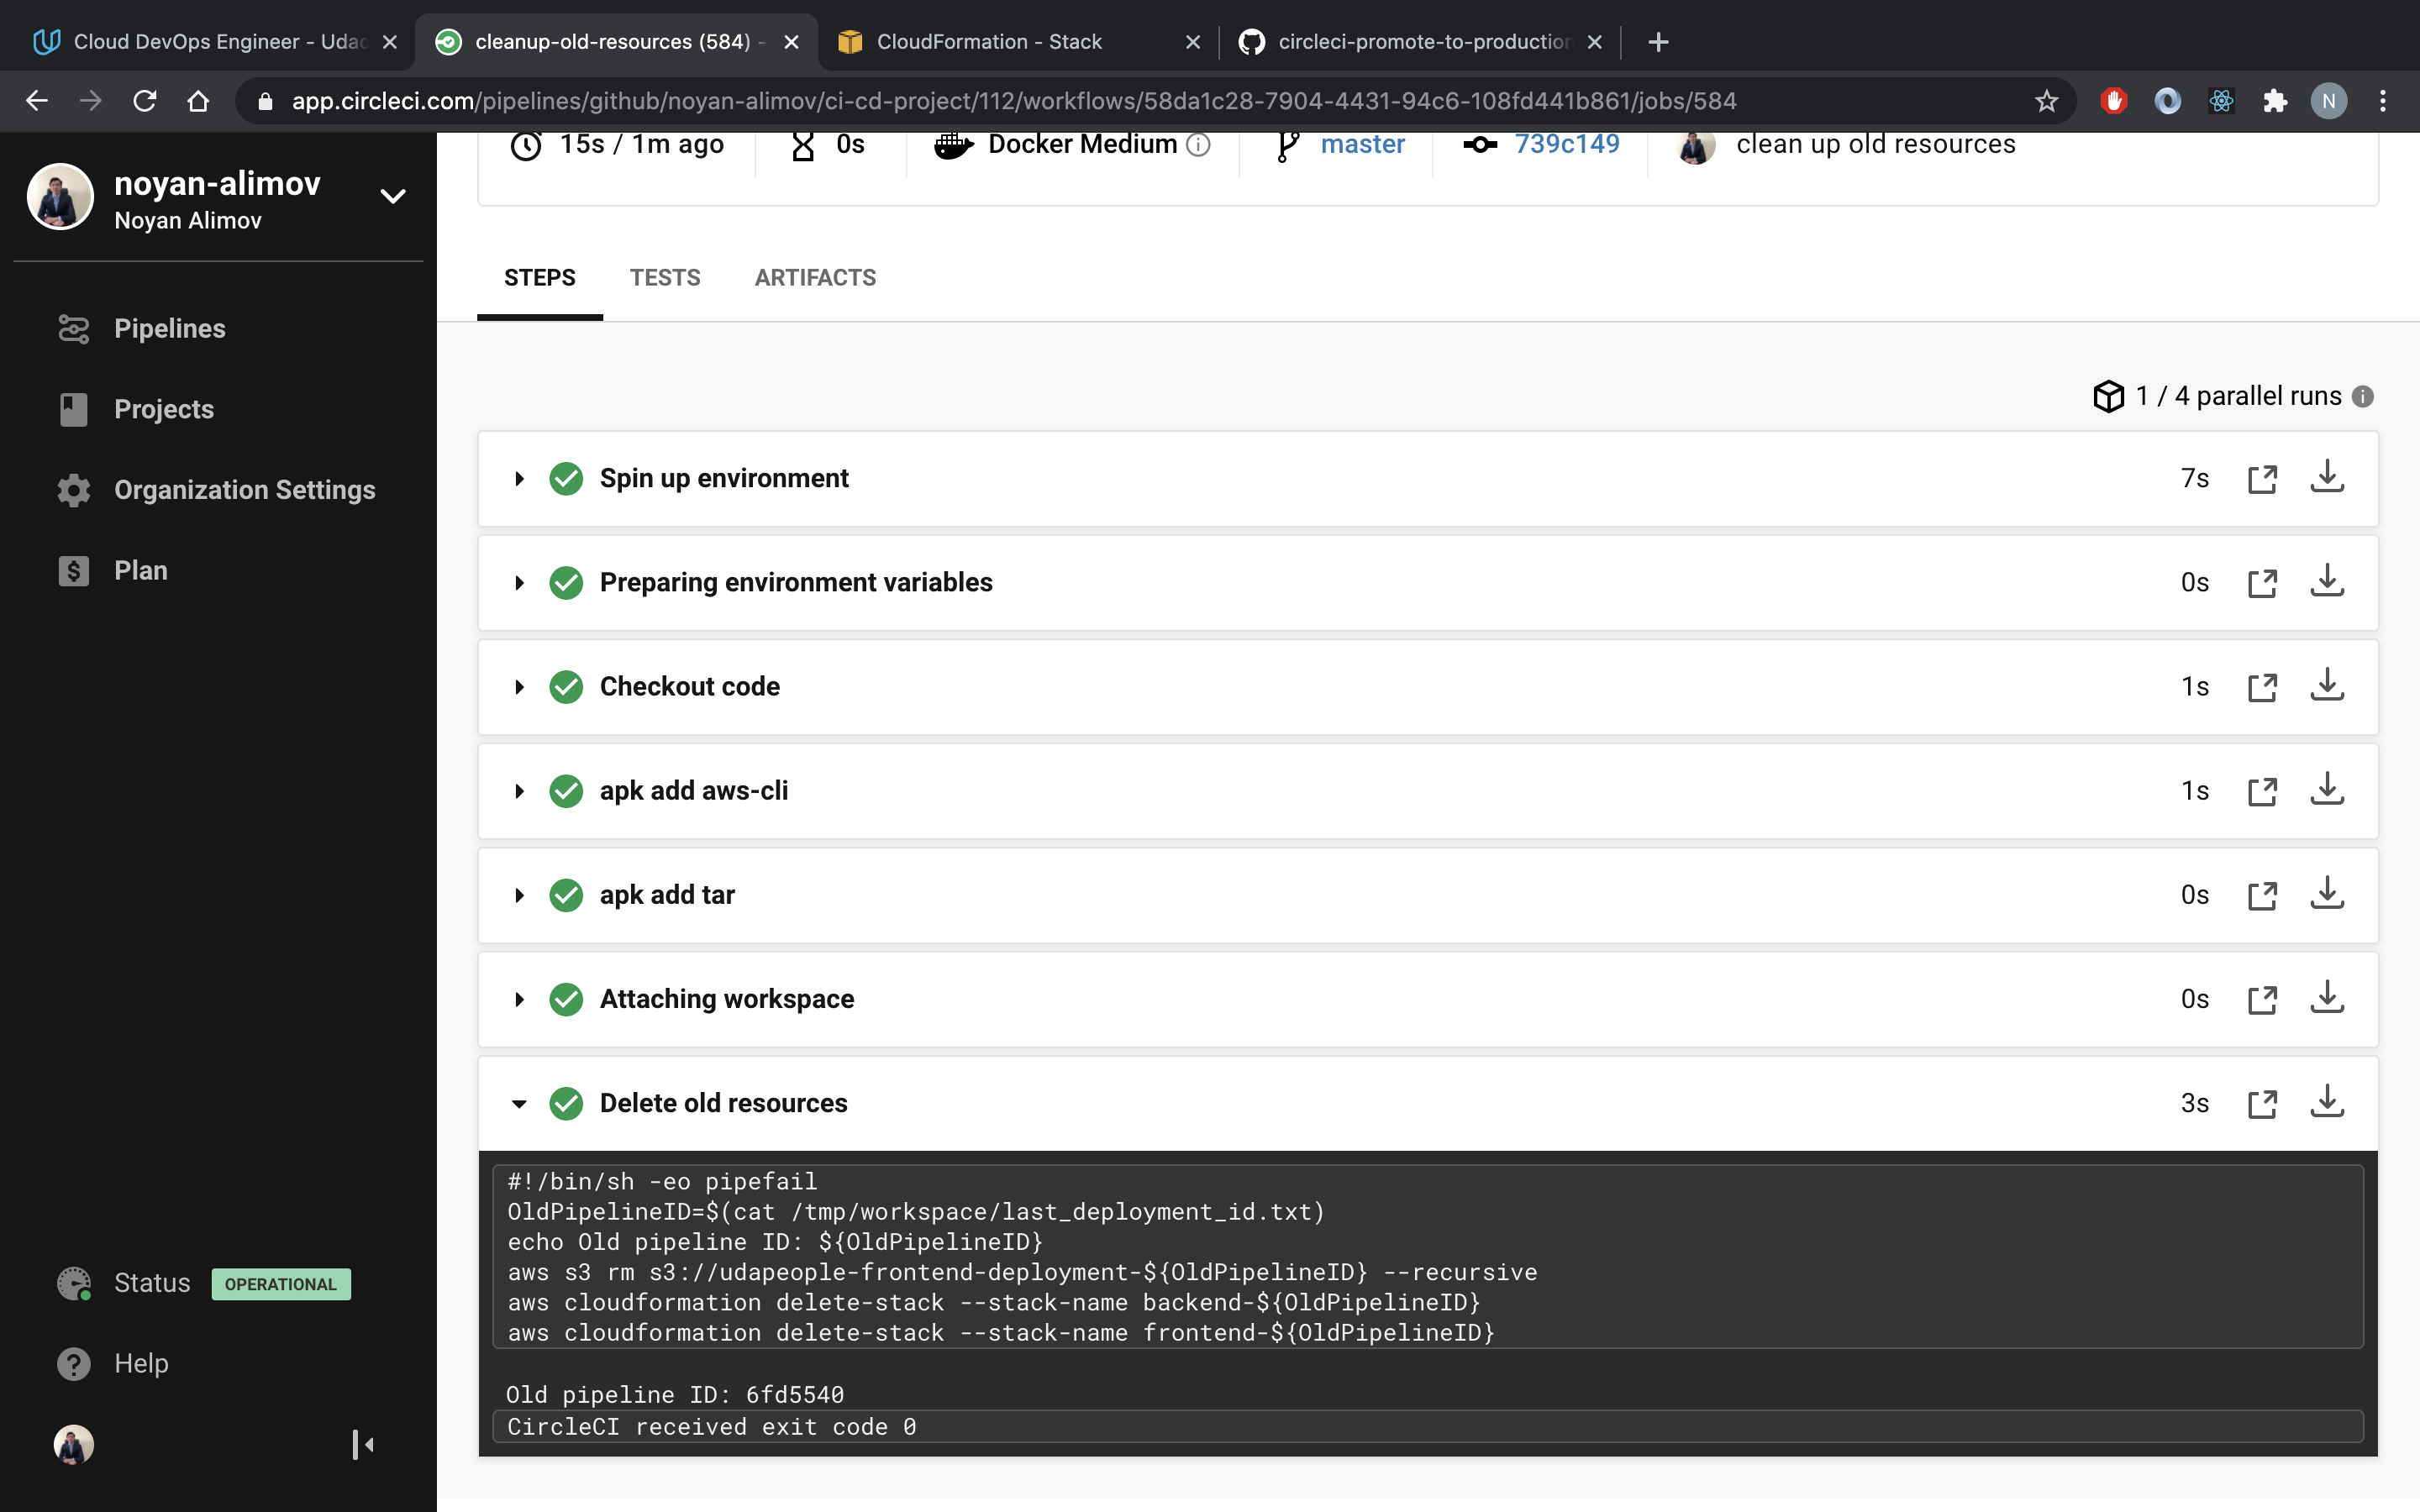 Cloud DevOps Engineer - Udac
cleanup-old-resources (584) -
CloudFormation - Stack
circleci-promote-to-production
app.circleci.com/pipelines/github/noyan-alimov/ci-cd-project/112/workflows/58da1c28-7904-4431-94c6-108fd441b861/jobs/584
N
noyan-alimov
Noyan Alimov
Pipelines
Projects
Organization Settings
Plan
Status OPERATIONAL
Help
15s / 1m ago
0s
Docker Medium
master
739c149
clean up old resources
STEPS
TESTS
ARTIFACTS
1 / 4 parallel runs
Spin up environment 7s
Preparing environment variables 0s
Checkout code 1s
apk add aws-cli 1s
apk add tar 0s
Attaching workspace 0s
Delete old resources 3s
#!/bin/sh -eo pipefail
OldPipelineID=$(cat /tmp/workspace/last_deployment_id.txt)
echo Old pipeline ID: ${OldPipelineID}
aws s3 rm s3://udapeople-frontend-deployment-${OldPipelineID} --recursive
aws cloudformation delete-stack --stack-name backend-${OldPipelineID}
aws cloudformation delete-stack --stack-name frontend-${OldPipelineID}
Old pipeline ID: 6fd5540
CircleCI received exit code 0